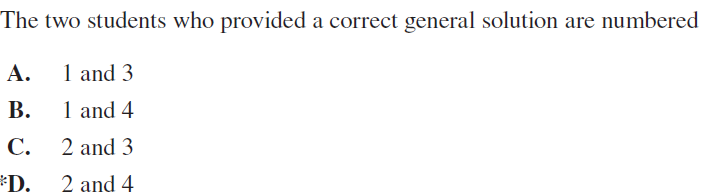 The two students who provided a correct general solution are numbered
A. 1 and 3
B. 1 and 4
C. 2 and 3
*D. 2 and 4